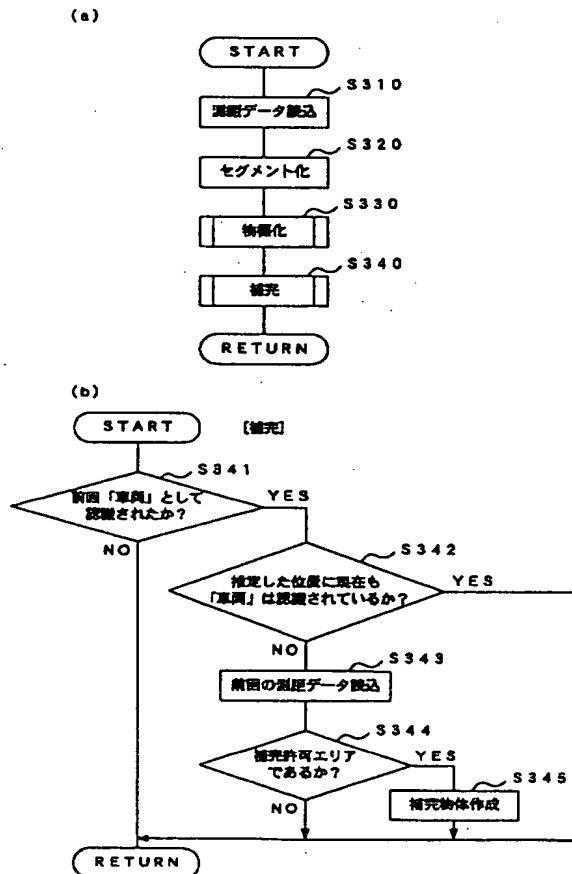 (a)
START
S310
測距データ読込
S320
セグメント化
S330
物標化
S340
補完
RETURN
(b)
START
[補完]
S341
前回「車両」として
認識されたか？
YES
NO
S342
推定した位置に現在も
「車両」は認識されているか？
YES
NO
S343
前回の測距データ読込
S344
補完許可エリア
であるか？
YES
NO
S345
補完物体作成
RETURN